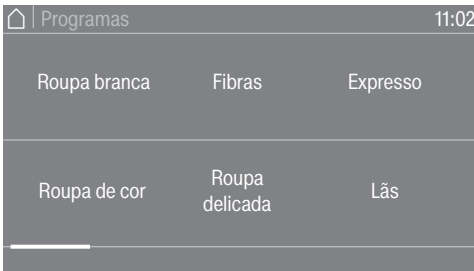 Programas 11:02
Roupa branca Fibras Expresso
Roupa de cor Roupa delicada Lãs